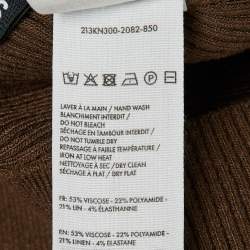 213KN300-2082-850
LAVER À LA MAIN / HAND WASH
BLANCHIMENT INTERDIT /
DO NOT BLEACH
SÉCHAGE EN TAMBOUR INTERDIT /
DO NOT TUMBLE DRY
REPASSAGE À FAIBLE TEMPÉRATURE /
IRON AT LOW HEAT
NETTOYAGE À SEC / DRY CLEAN
SÉCHAGE À PLAT / DRY FLAT
FR: 53% VISCOSE - 22% POLYAMIDE -
21% LIN - 4% ÉLASTHANNE
EN: 53% VISCOSE - 22% POLYAMIDE -
21% LINEN - 4% ELASTANE